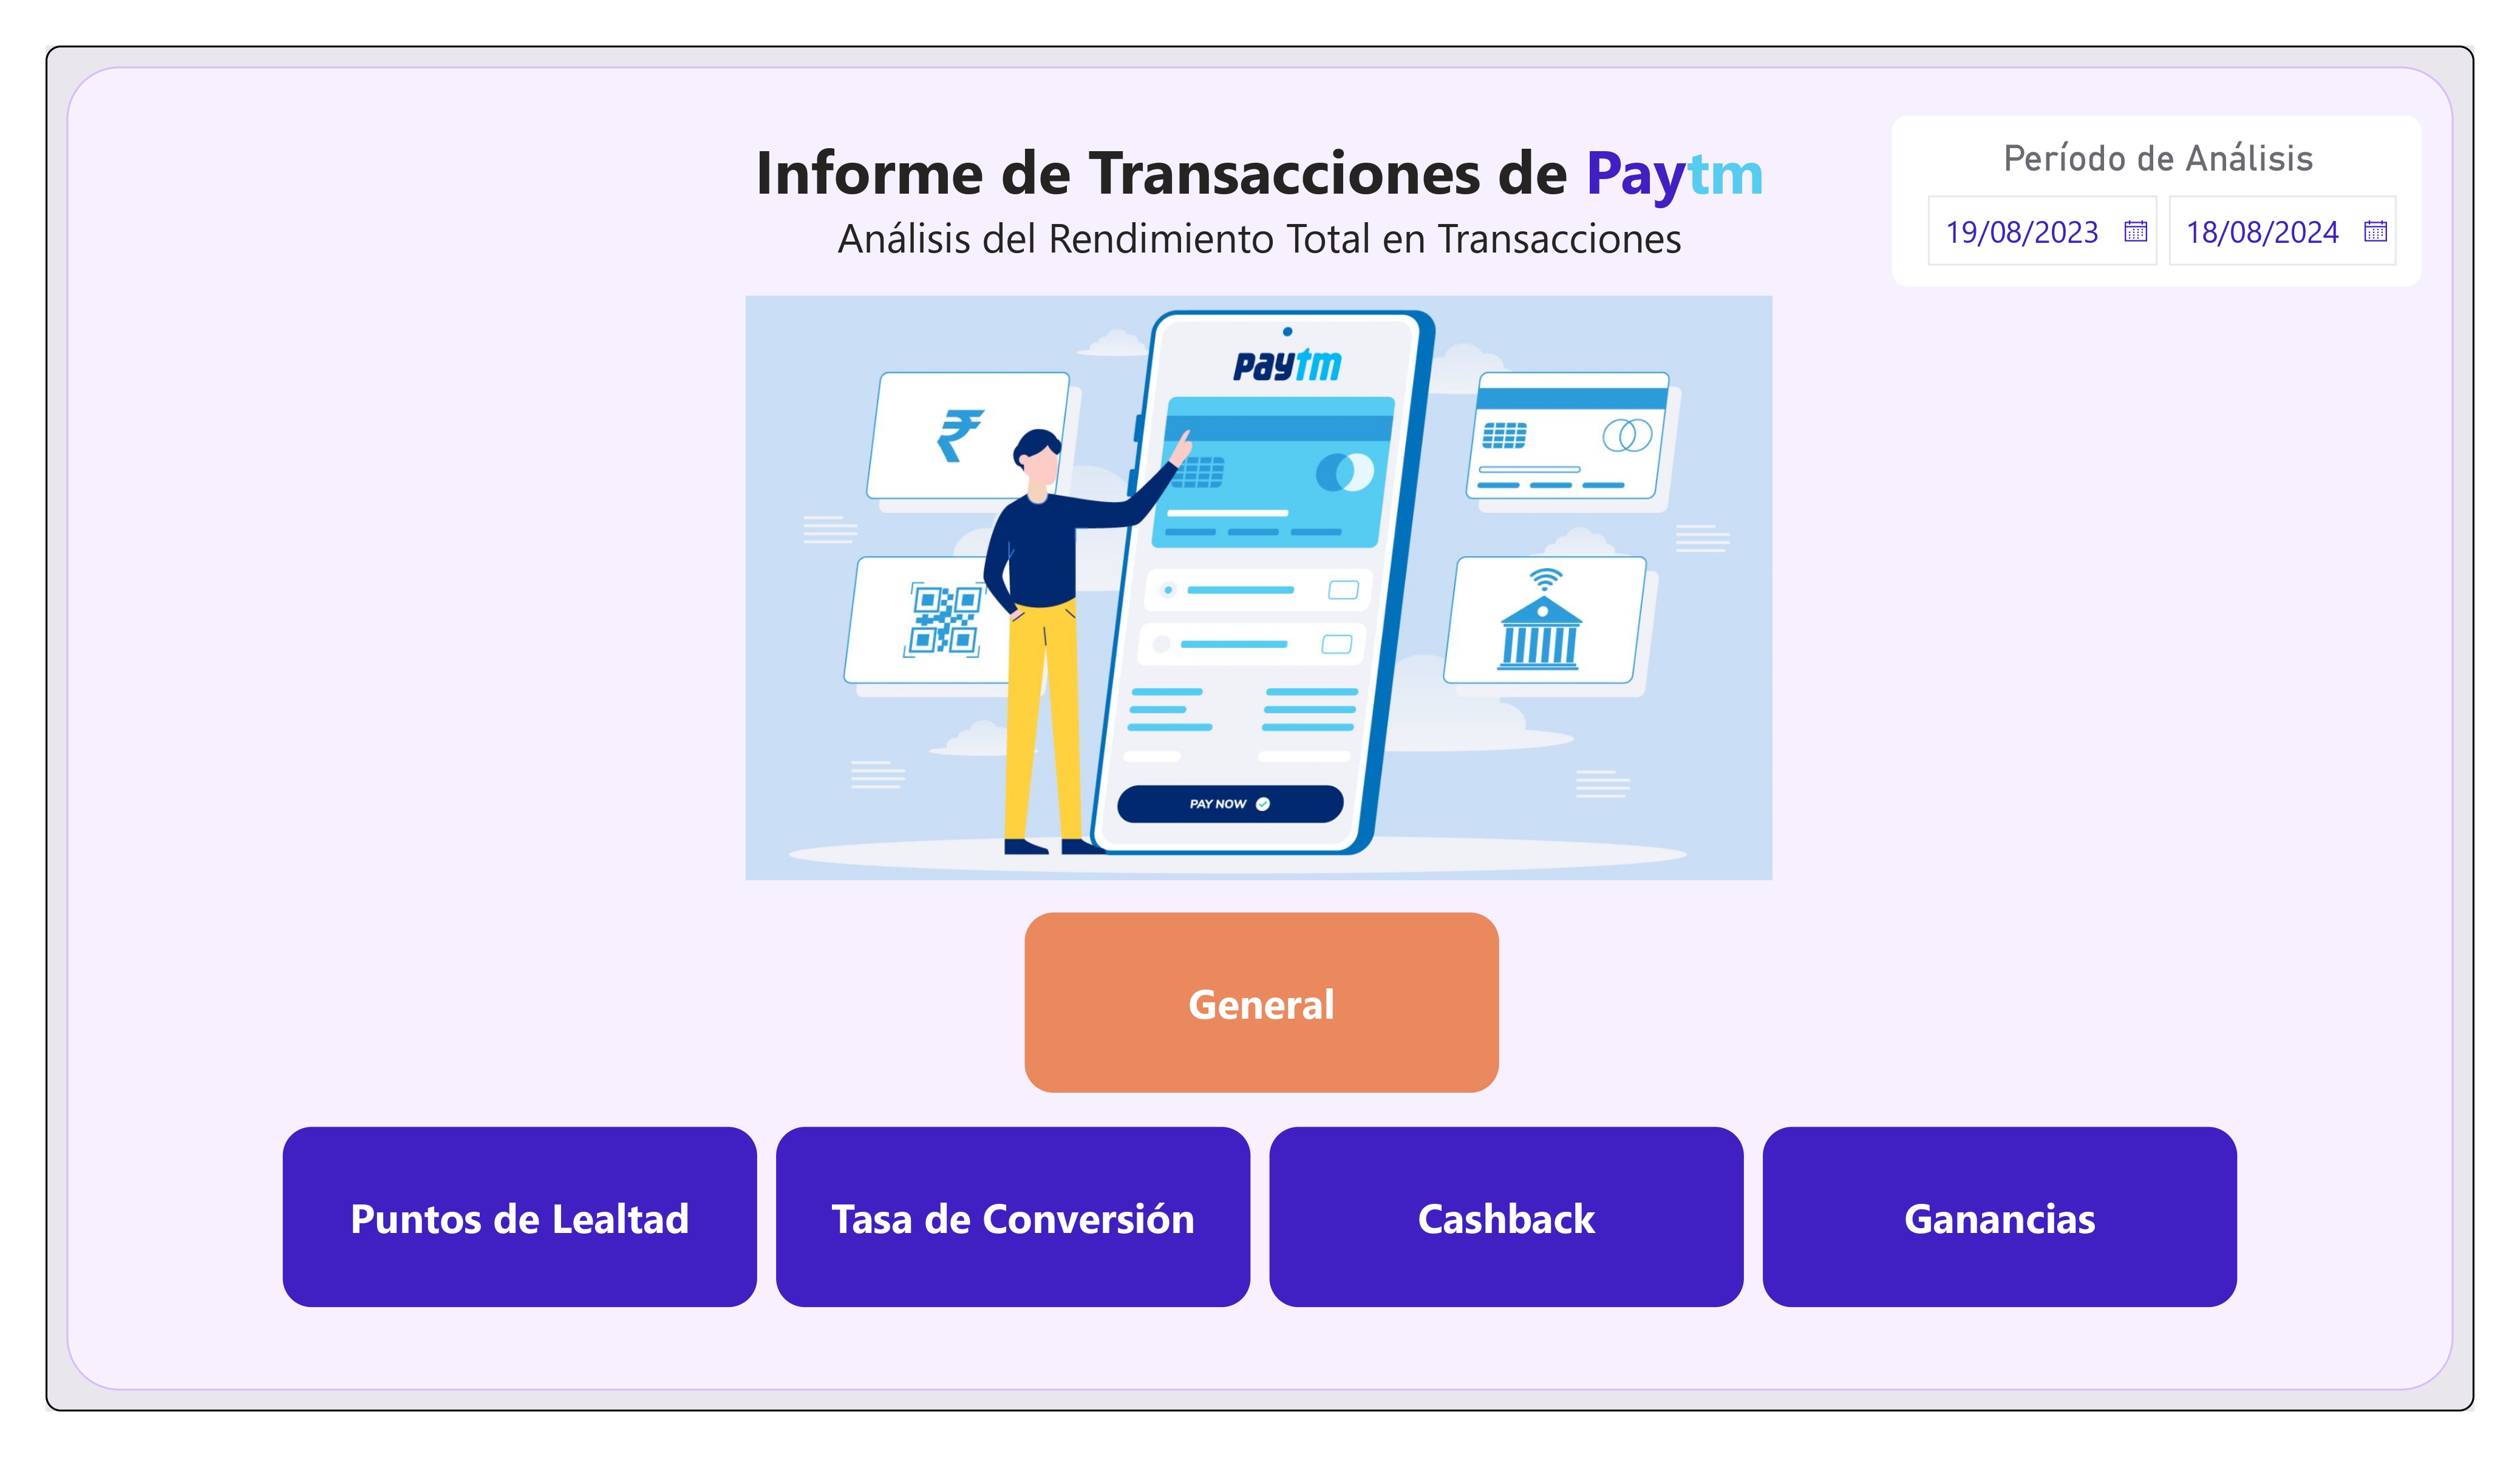 Informe de Transacciones de Paytm
Análisis del Rendimiento Total en Transacciones
Período de Análisis
19/08/2023 18/08/2024
paytm
₹
PAY NOW
General
Puntos de Lealtad
Tasa de Conversión
Cashback
Ganancias